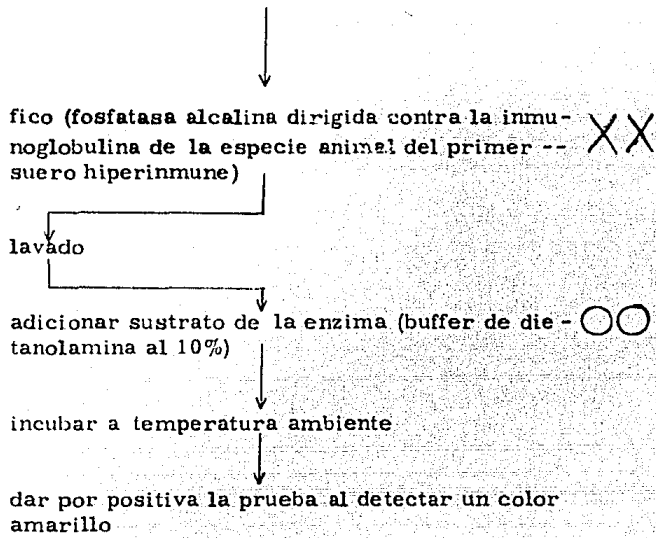 fico (fosfatasa alcalina dirigida contra la inmu-
noglobulina de la especie animal del primer --
suero hiperinmune)
lavado
adicionar sustrato de la enzima (buffer de die-
tanolamina al 10%)
incubar a temperatura ambiente
dar por positiva la prueba al detectar un color
amarillo